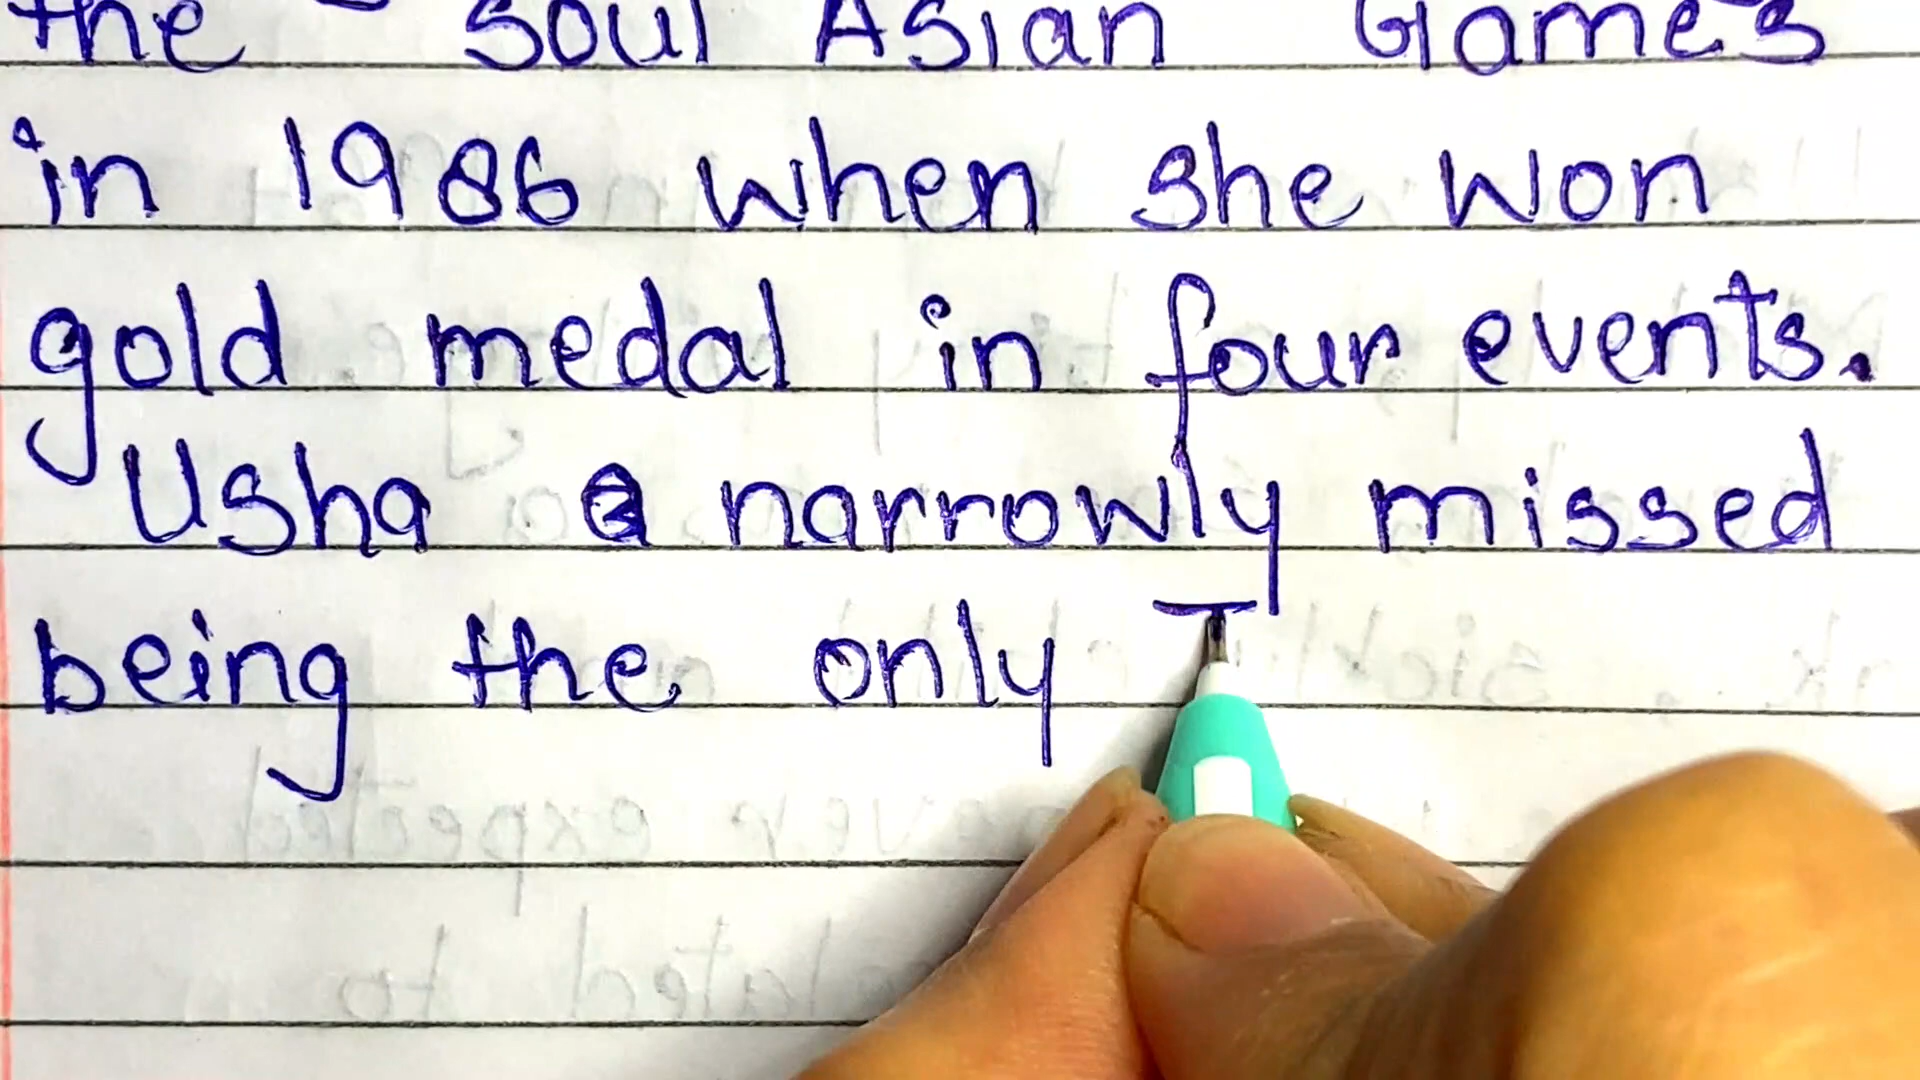 the Soul Asian Games
in 1986 when she won
gold medal in four events.
Usha narrowly missed
being the only